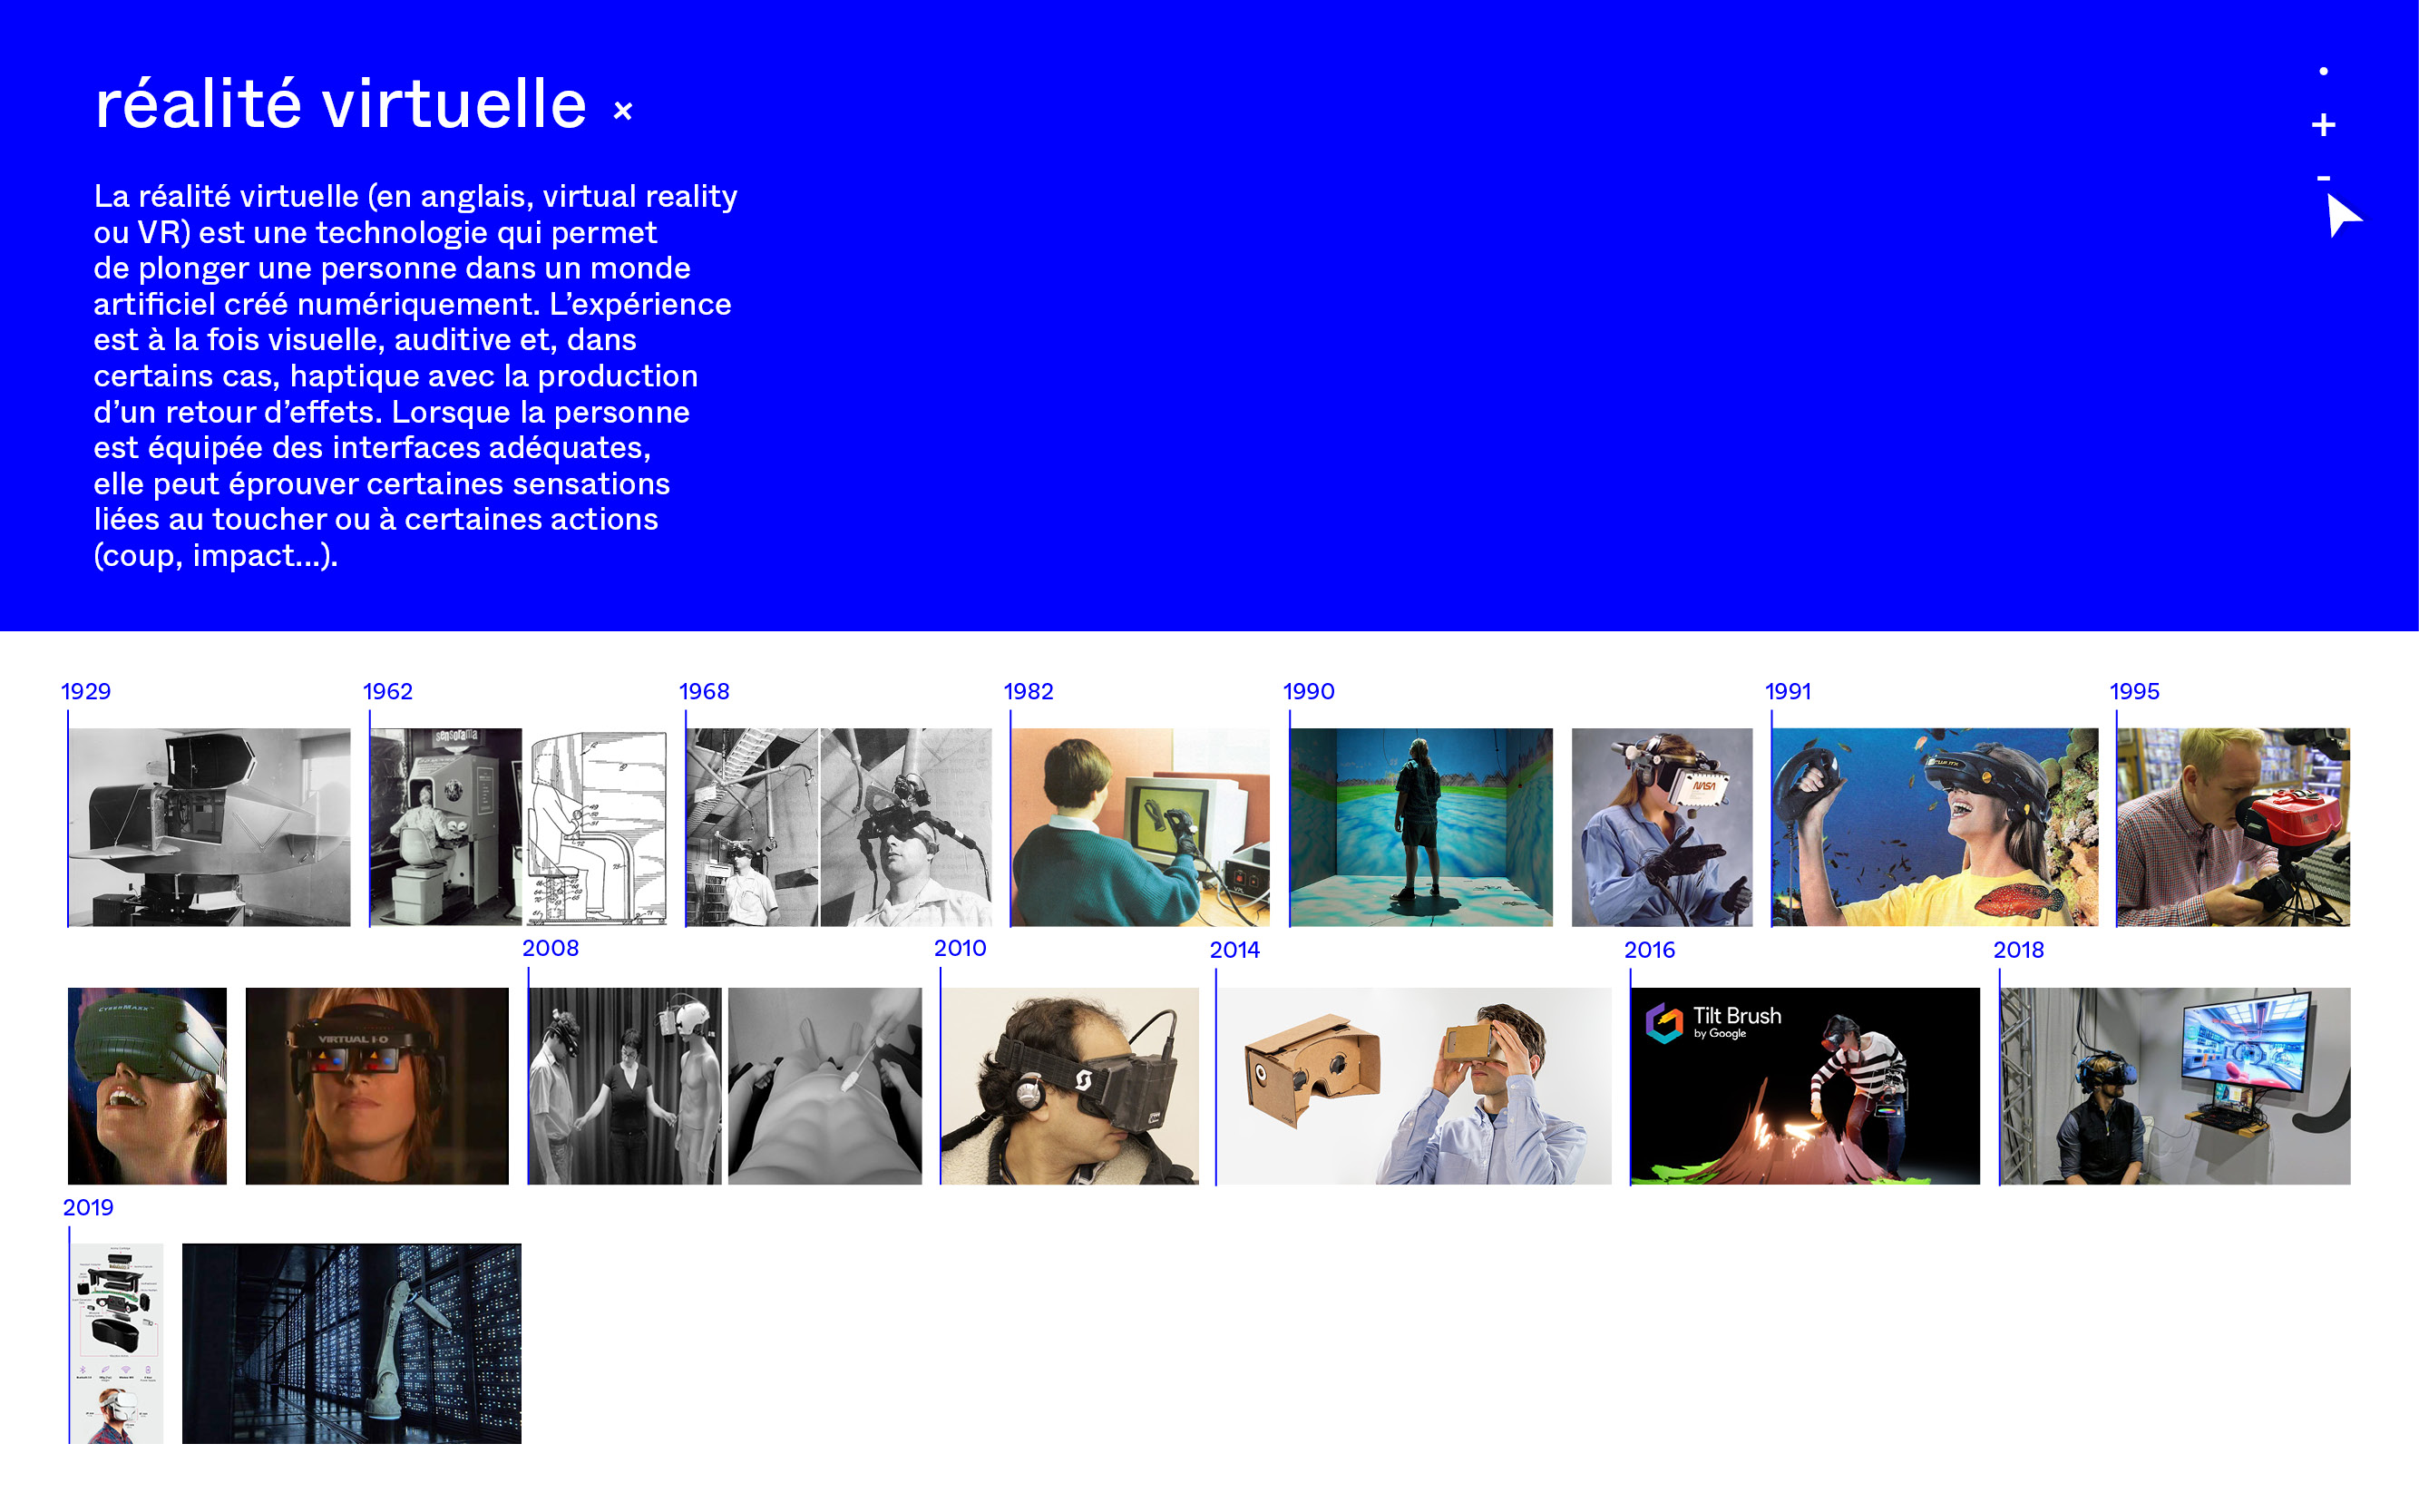 réalité virtuelle ×
La réalité virtuelle (en anglais, virtual reality
ou VR) est une technologie qui permet
de plonger une personne dans un monde
artificiel créé numériquement. L’expérience
est à la fois visuelle, auditive et, dans
certains cas, haptique avec la production
d’un retour d’effets. Lorsque la personne
est équipée des interfaces adéquates,
elle peut éprouver certaines sensations
liées au toucher ou à certaines actions
(coup, impact...).
+
-
1929
1962
1968
1982
1990
1991
1995
sensorama
NASA
2008
2010
2014
2016
2018
CYBERMAXX
VIRTUAL I·O
Tilt Brush
by Google
2019